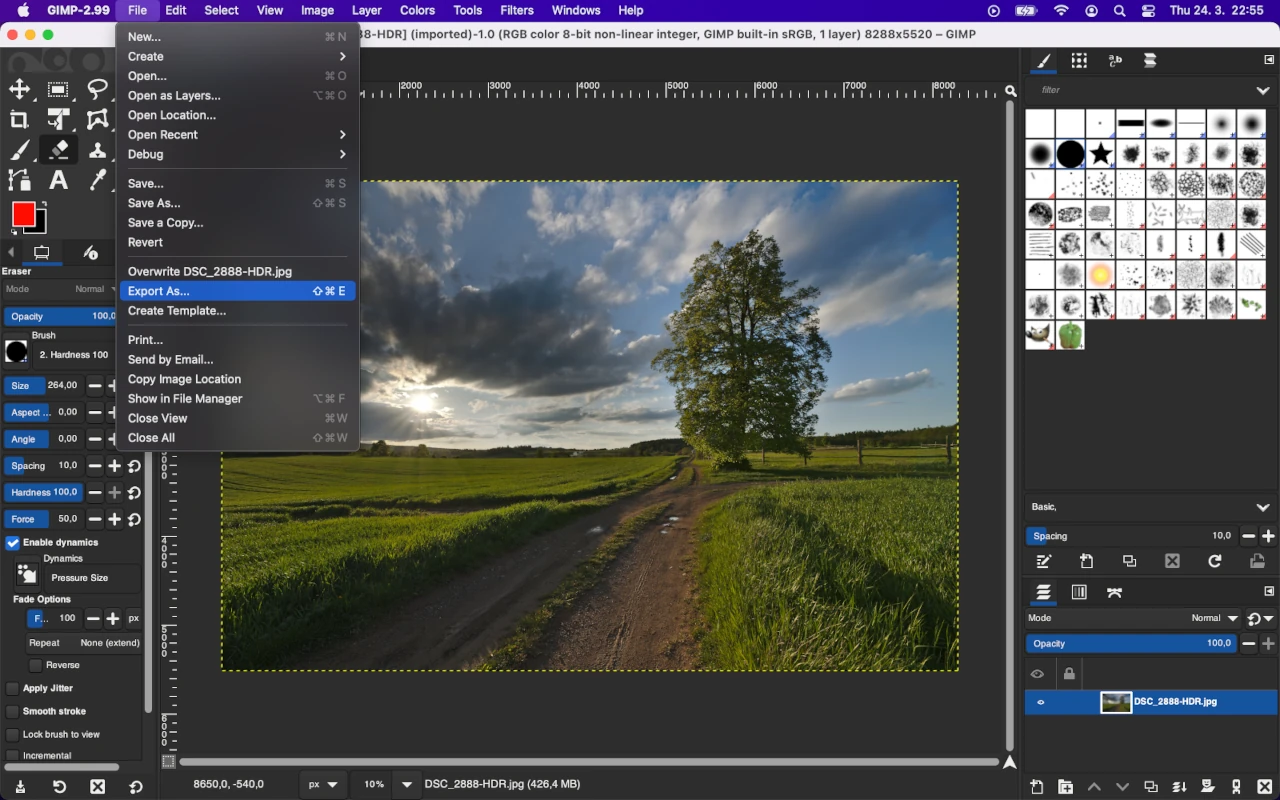 GIMP-2.99 File Edit Select View Image Layer Colors Tools Filters Windows Help Thu 24. 3. 22:55
8-HDR] (imported)-1.0 (RGB color 8-bit non-linear integer, GIMP built-in sRGB, 1 layer) 8288x5520 – GIMP
New... ⌘ N
Create
Open... ⌘ O
Open as Layers... ⌥⌘ O
Open Location...
Open Recent
Debug
Save... ⌘ S
Save As... ⇧⌘ S
Save a Copy...
Revert
Overwrite DSC_2888-HDR.jpg
Export As... ⇧⌘ E
Create Template...
Print...
Send by Email...
Copy Image Location
Show in File Manager ⌥⌘ F
Close View ⌘ W
Close All ⇧⌘ W
2000 3000 4000 5000 6000 7000 8000
4000
5000
6000
Eraser
Mode Normal
Opacity 100,0
Brush
2. Hardness 100
Size 264,00
Aspect ... 0,00
Angle 0,00
Spacing 10,0
Hardness 100,0
Force 50,0
Enable dynamics
Dynamics
Pressure Size
Fade Options
F... 100 px
Repeat None (extend)
Reverse
Apply Jitter
Smooth stroke
Lock brush to view
Incremental
8650,0, -540,0 px 10% DSC_2888-HDR.jpg (426,4 MB)
filter
Basic,
Spacing 10,0
Mode Normal
Opacity 100,0
DSC_2888-HDR.jpg